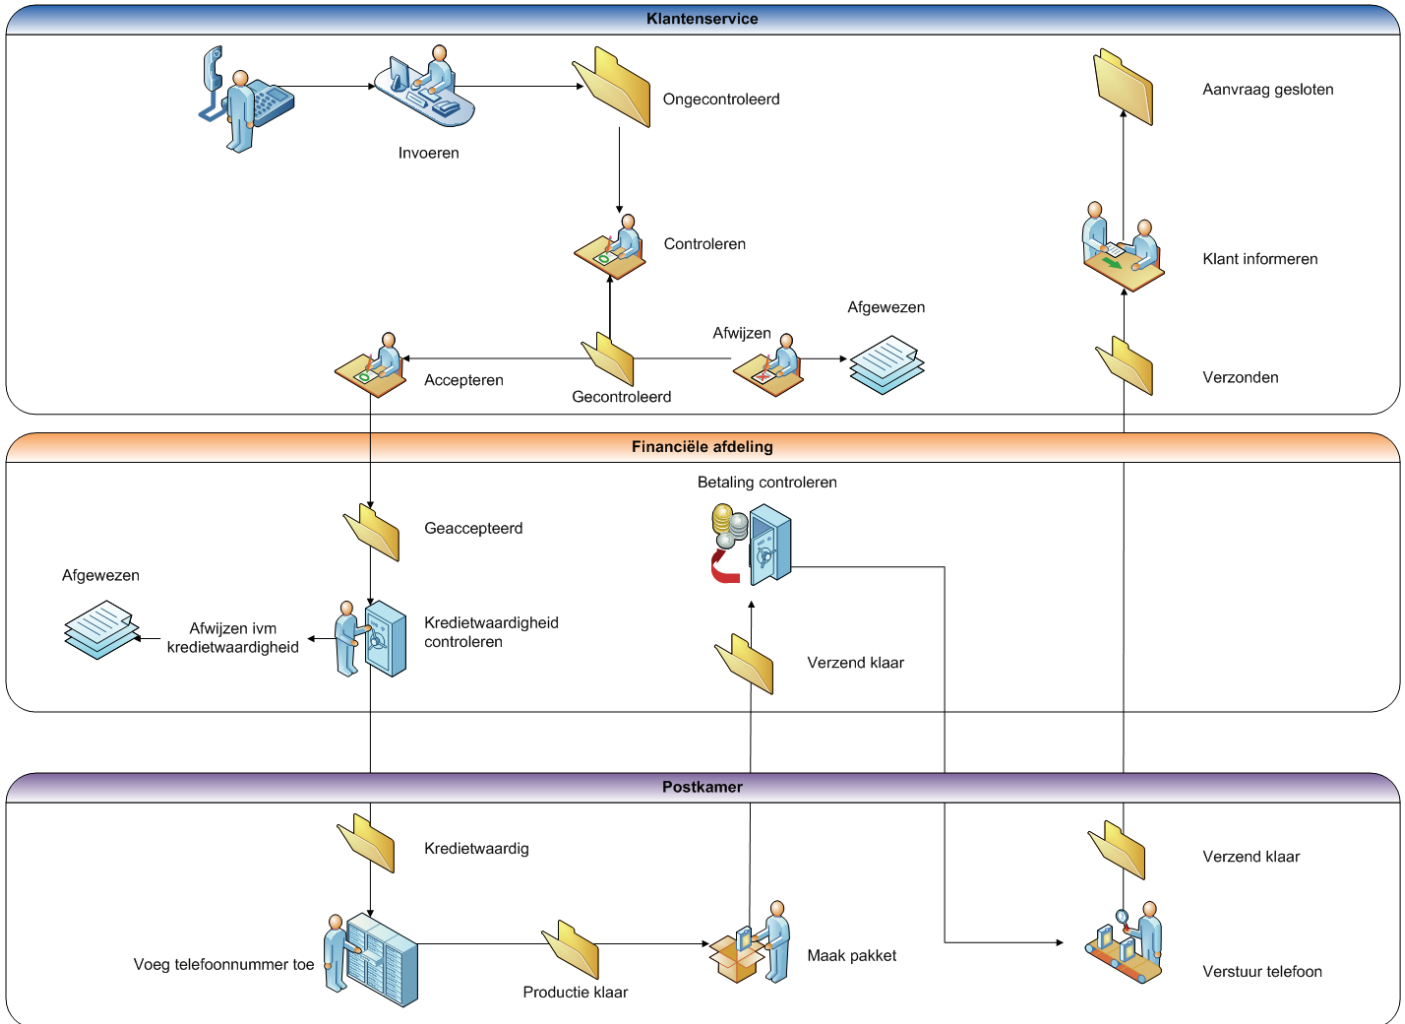 Klantenservice
Ongecontroleerd
Aanvraag gesloten
Invoeren
Controleren
Klant informeren
Afgewezen
Afwijzen
Accepteren
Verzonden
Gecontroleerd
Financiële afdeling
Betaling controleren
Geaccepteerd
Afgewezen
Kredietwaardigheid
controleren
Afwijzen ivm
kredietwaardigheid
Verzend klaar
Postkamer
Kredietwaardig
Verzend klaar
Voeg telefoonnummer toe
Maak pakket
Verstuur telefoon
Productie klaar